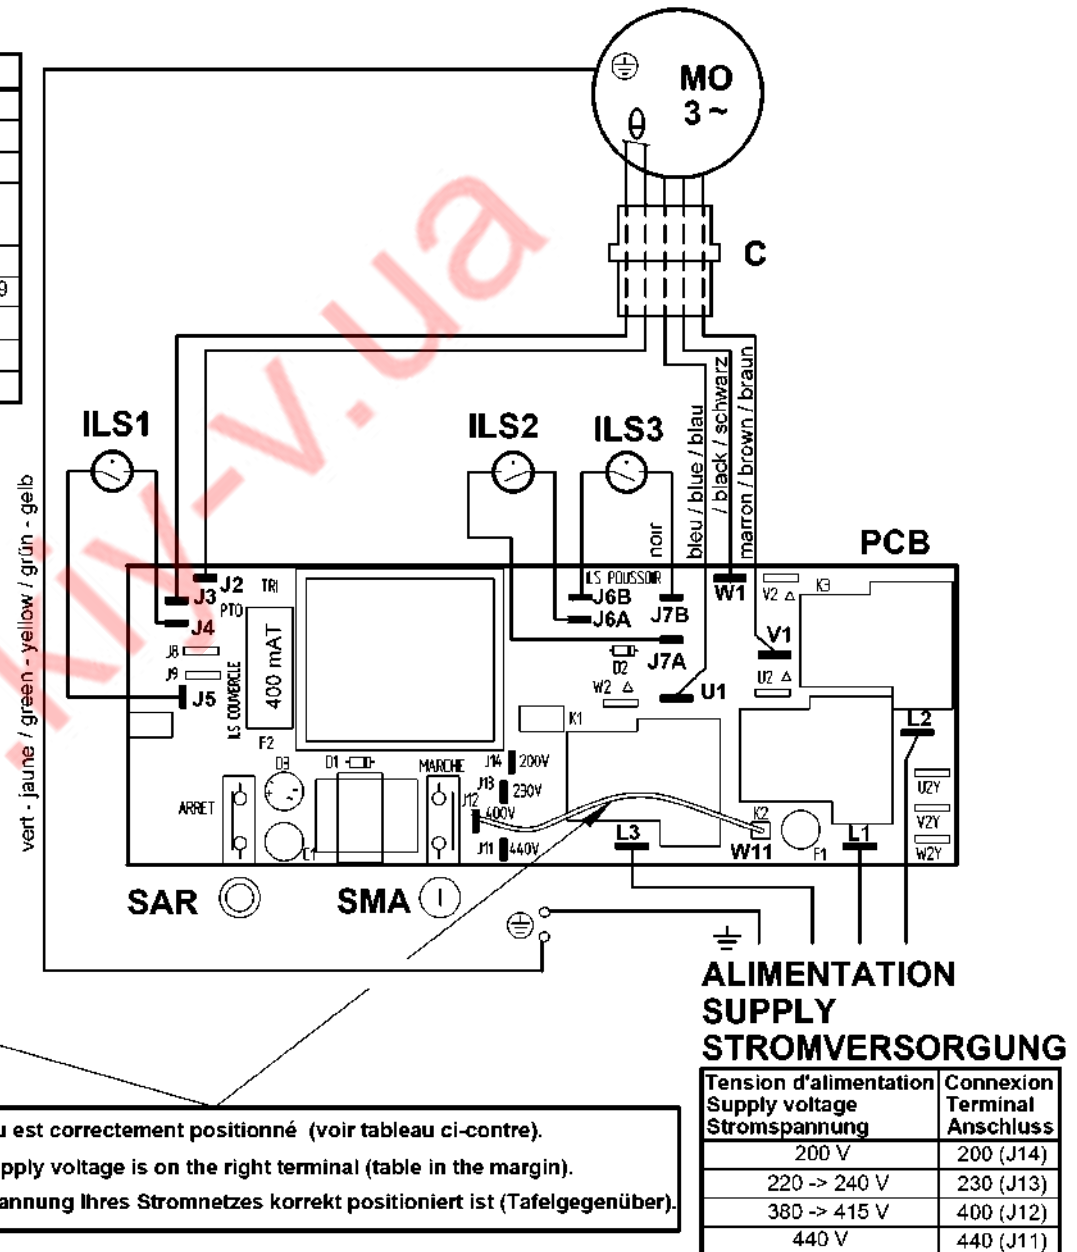 MO
3 ~
C
9
.kiy-v.ua
ILS1
ILS2
ILS3
vert - jaune / green - yellow / grün - gelb
noir
bleu / blue / blau
/ black / schwarz
marron / brown / braun
PCB
J2
TRI
J3
PTO
J4
J8
J9
J5
ILS COUVERCLE
400 mAT
F2
ILS POUSSOIR
J6B
J6A
J7B
J7A
D2
W2
U1
W1
V2
K3
V1
U2
L2
K1
D3
D1
MARCHE
ARRET
C1
J14 200V
J13 230V
J12 400V
J11 440V
L3
K2
W11
F1
L1
U2Y
V2Y
W2Y
SAR
SMA
ALIMENTATION
SUPPLY
STROMVERSORGUNG
Tension d'alimentation Connexion
Supply voltage Terminal
Stromspannung Anschluss
200 V 200 (J14)
220 -> 240 V 230 (J13)
380 -> 415 V 400 (J12)
440 V 440 (J11)
u est correctement positionné (voir tableau ci-contre).
pply voltage is on the right terminal (table in the margin).
annung Ihres Stromnetzes korrekt positioniert ist (Tafelgegenüber).